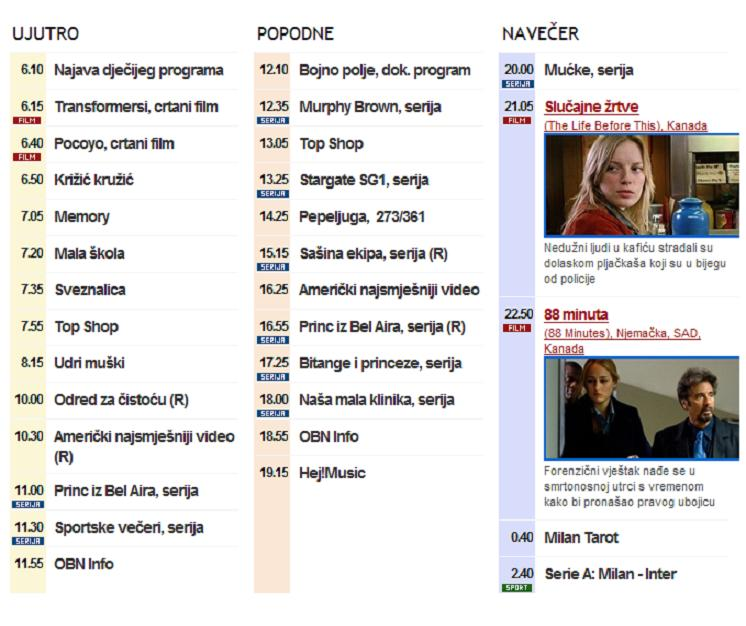 UJUTRO
6.10 Najava dječijeg programa
6.15 Transformersi, crtani film
FILM
6.40 Pocoyo, crtani film
FILM
6.50 Križić kružić
7.05 Memory
7.20 Mala škola
7.35 Sveznalica
7.55 Top Shop
8.15 Udri muški
10.00 Odred za čistoću (R)
10.30 Američki najsmješniji video
(R)
11.00 Princ iz Bel Aira, serija
SERIJA
11.30 Sportske večeri, serija
SERIJA
11.55 OBN Info
POPODNE
12.10 Bojno polje, dok. program
12.35 Murphy Brown, serija
SERIJA
13.05 Top Shop
13.25 Stargate SG1, serija
SERIJA
14.25 Pepeljuga, 273/361
15.15 Sašina ekipa, serija (R)
SERIJA
16.25 Američki najsmješniji video
16.55 Princ iz Bel Aira, serija (R)
SERIJA
17.25 Bitange i princeze, serija
SERIJA
18.00 Naša mala klinika, serija
SERIJA
18.55 OBN Info
19.15 Hej!Music
NAVEČER
20.00 Mućke, serija
SERIJA
21.05 Slučajne žrtve
FILM
(The Life Before This), Kanada
Nedužni ljudi u kafiću stradali su
dolaskom pljačkaša koji su u bijegu
od policije
22.50 88 minuta
FILM
(88 Minutes), Njemačka, SAD,
Kanada
Forenzični vještak nađe se u
smrtonosnoj utrci s vremenom
kako bi pronašao pravog ubojicu
0.40 Milan Tarot
2.40 Serie A: Milan - Inter
SPORT